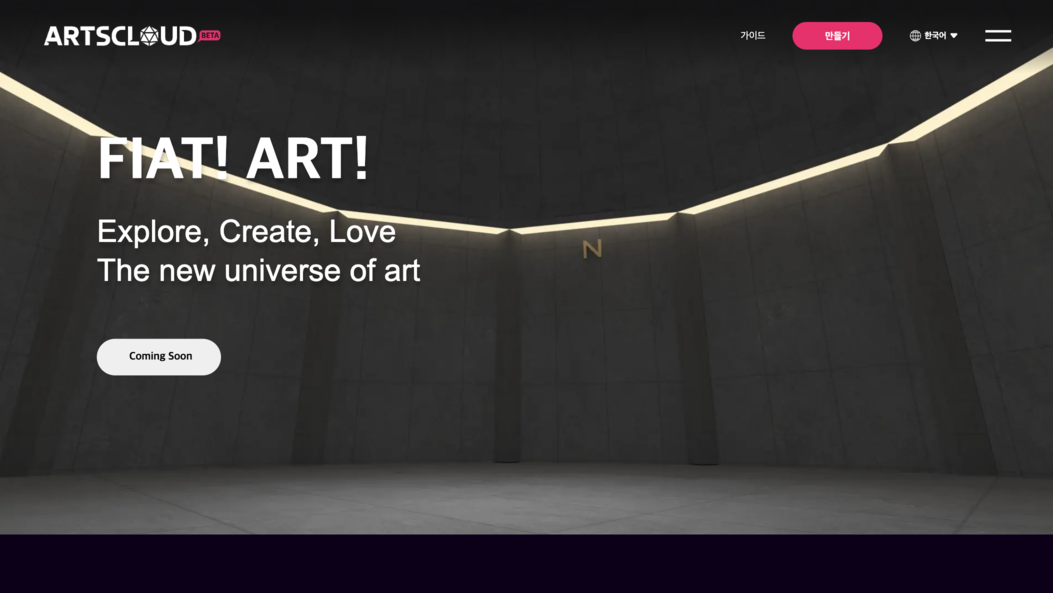 ARTSCLOUD BETA
가이드
만들기
한국어
FIAT! ART!
Explore, Create, Love
The new universe of art
N
Coming Soon